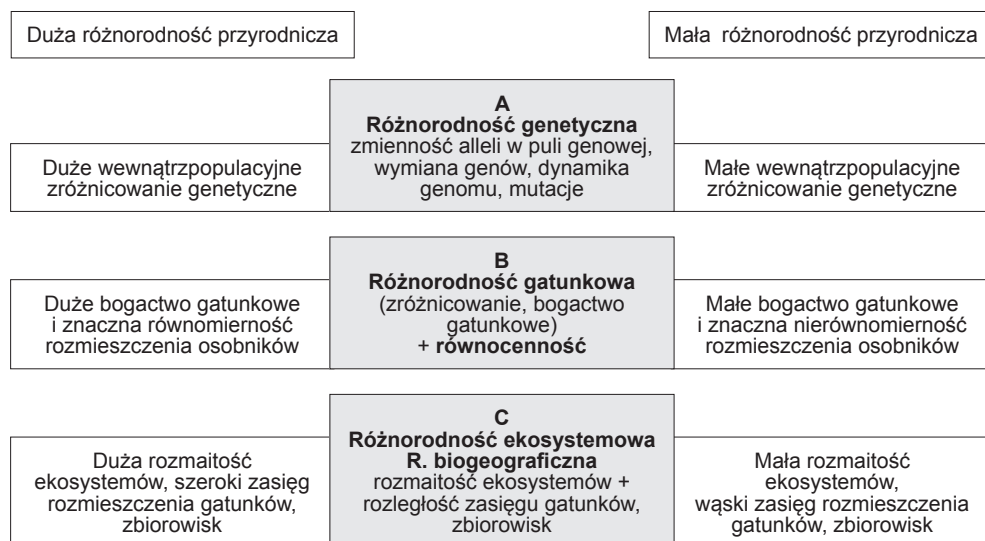 Duża różnorodność przyrodnicza
Mała różnorodność przyrodnicza
A
Różnorodność genetyczna
zmienność alleli w puli genowej,
wymiana genów, dynamika
genomu, mutacje
Duże wewnątrzpopulacyjne
zróżnicowanie genetyczne
Małe wewnątrzpopulacyjne
zróżnicowanie genetyczne
B
Różnorodność gatunkowa
(zróżnicowanie, bogactwo
gatunkowe)
+ równocenność
Duże bogactwo gatunkowe
i znaczna równomierność
rozmieszczenia osobników
Małe bogactwo gatunkowe
i znaczna nierównomierność
rozmieszczenia osobników
C
Różnorodność ekosystemowa
R. biogeograficzna
rozmaitość ekosystemów +
rozległość zasięgu gatunków,
zbiorowisk
Duża rozmaitość
ekosystemów, szeroki zasięg
rozmieszczenia gatunków,
zbiorowisk
Mała rozmaitość
ekosystemów,
wąski zasięg rozmieszczenia
gatunków, zbiorowisk